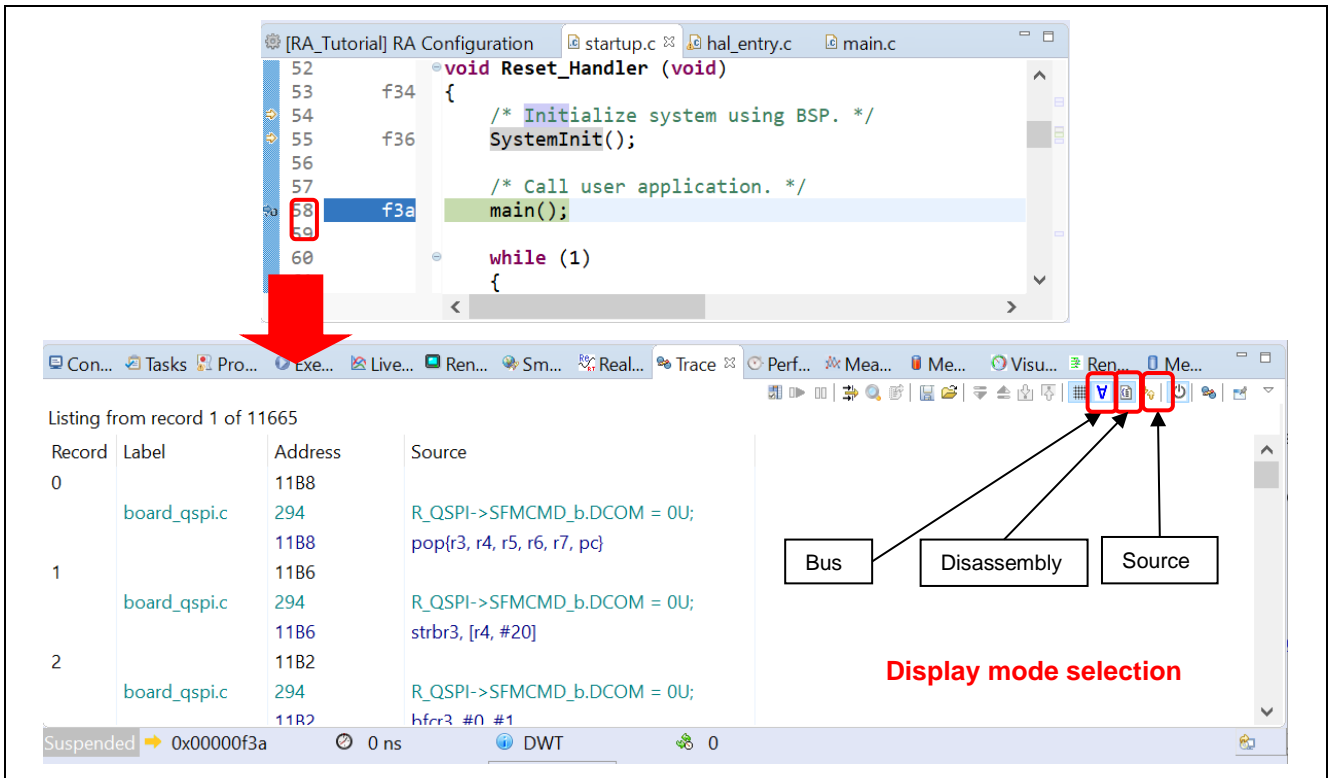 [RA_Tutorial] RA Configuration startup.c hal_entry.c main.c
52 void Reset_Handler (void)
53 f34 {
54 /* Initialize system using BSP. */
55 f36 SystemInit();
56
57 /* Call user application. */
58 f3a main();
59
60 while (1)
{
Con... Tasks Pro... Exe... Live... Ren... Sm... Real... Trace Perf... Mea... Me... Visu... Ren... Me...
Listing from record 1 of 11665
Record Label Address Source
0 11B8
board_qspi.c 294 R_QSPI->SFMCMD_b.DCOM = 0U;
11B8 pop{r3, r4, r5, r6, r7, pc}
1 11B6
board_qspi.c 294 R_QSPI->SFMCMD_b.DCOM = 0U;
11B6 strbr3, [r4, #20]
2 11B2
board_qspi.c 294 R_QSPI->SFMCMD_b.DCOM = 0U;
11B2 bfcr3, #0, #1
Bus Disassembly Source
Display mode selection
Suspended 0x00000f3a 0 ns DWT 0